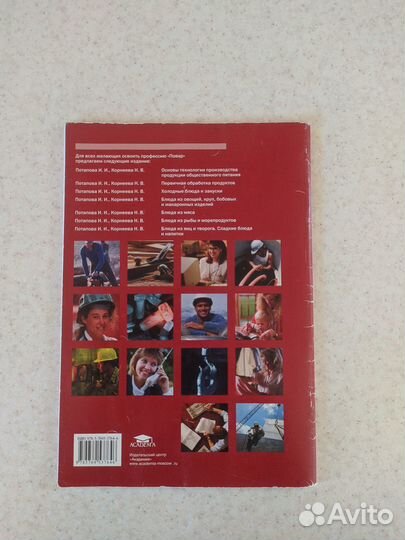 Для всех желающих освоить профессию «Повар»
предлагаем следующие издания:
Потапова И. И., Корнеева Н. В. Основы технологии производства
продукции общественного питания
Потапова И. И., Корнеева Н. В. Первичная обработка продуктов
Потапова И. И., Корнеева Н. В. Холодные блюда и закуски
Потапова И. И., Корнеева Н. В. Блюда из овощей, круп, бобовых
и макаронных изделий
Потапова И. И., Корнеева Н. В. Блюда из мяса
Потапова И. И., Корнеева Н. В. Блюда из рыбы и морепродуктов
Потапова И. И., Корнеева Н. В. Блюда из яиц и творога. Сладкие блюда
и напитки
ACADEMA
Издательский центр
«Академия»
www.academia-moscow.ru
Avito